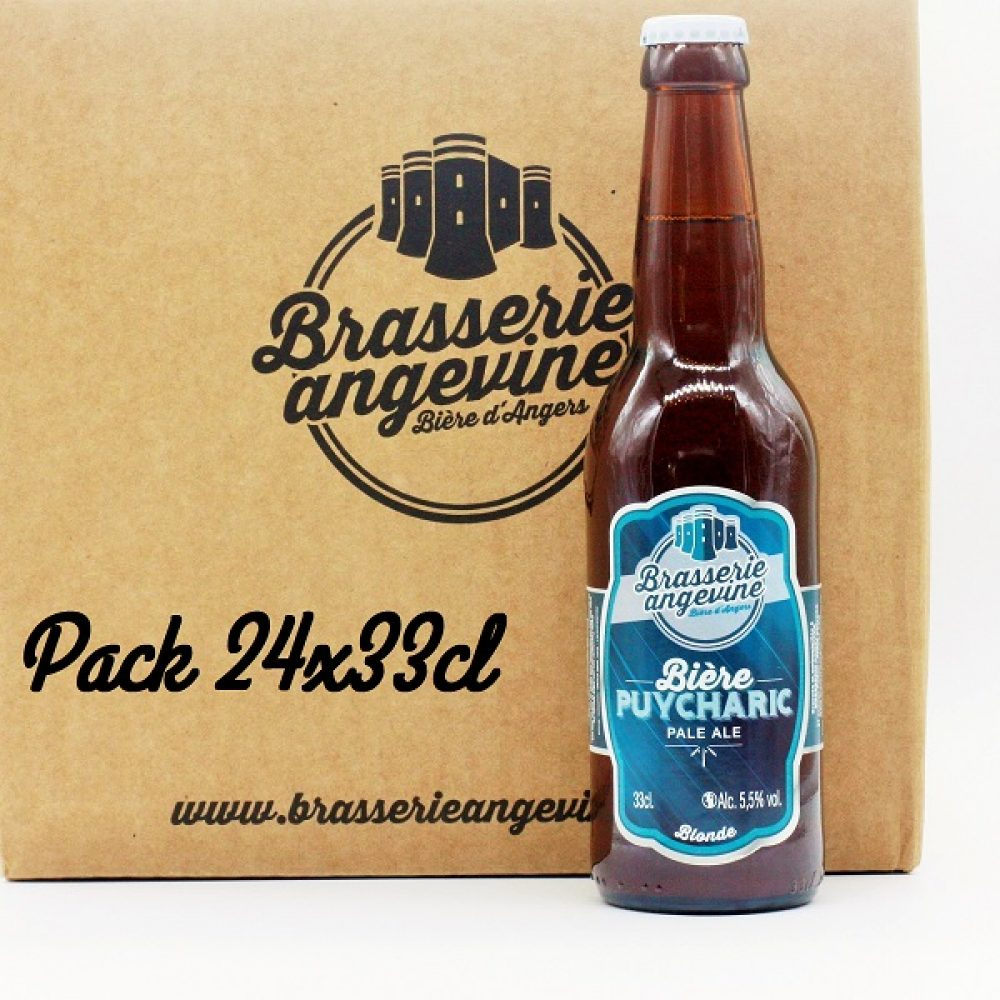 Brasserie
angevine
Bière d'Angers
Pack 24x33cl
www.brasserieangevi
Brasserie
angevine
Bière d'Angers
Bière
PUYCHARIC
PALE ALE
33cl.
Alc. 5,5% vol.
Blonde